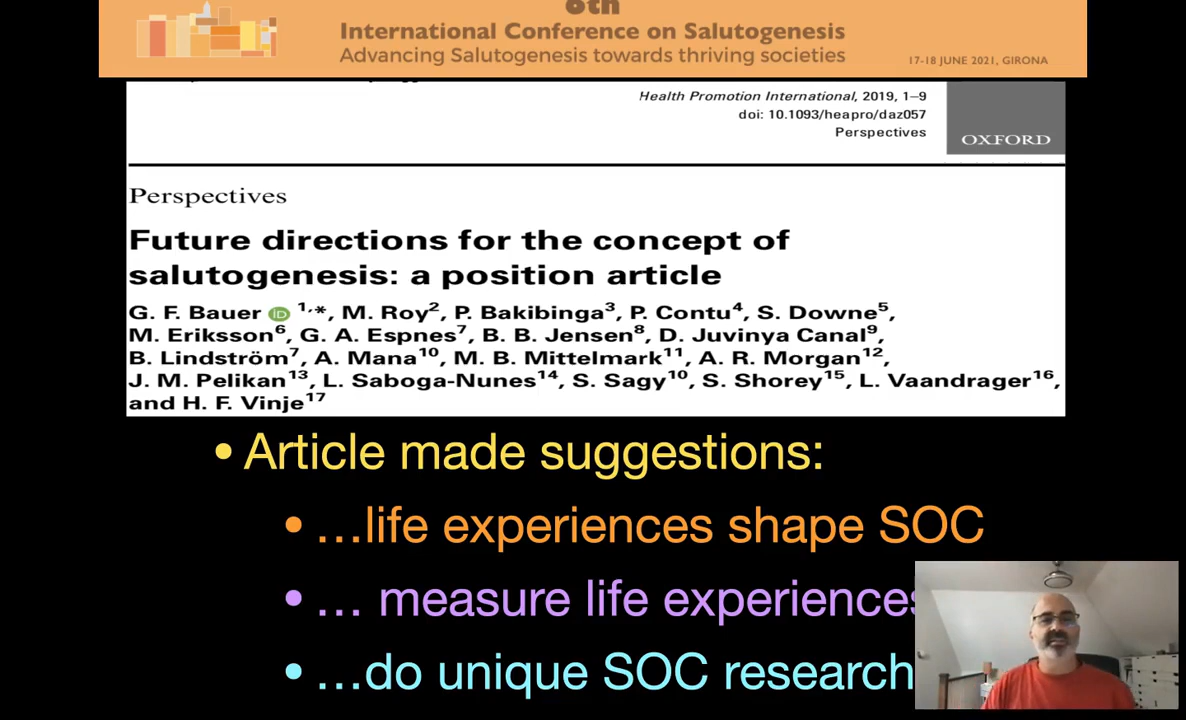 6th
International Conference on Salutogenesis
Advancing Salutogenesis towards thriving societies
17-18 JUNE 2021, GIRONA
Health Promotion International, 2019, 1–9
doi: 10.1093/heapro/daz057
Perspectives
OXFORD
Perspectives
Future directions for the concept of
salutogenesis: a position article
G. F. Bauer iD 1,*, M. Roy2, P. Bakibinga3, P. Contu4, S. Downe5,
M. Eriksson6, G. A. Espnes7, B. B. Jensen8, D. Juvinya Canal9,
B. Lindström7, A. Mana10, M. B. Mittelmark11, A. R. Morgan12,
J. M. Pelikan13, L. Saboga-Nunes14, S. Sagy10, S. Shorey15, L. Vaandrager16,
and H. F. Vinje17
• Article made suggestions:
• …life experiences shape SOC
• … measure life experiences
• …do unique SOC research